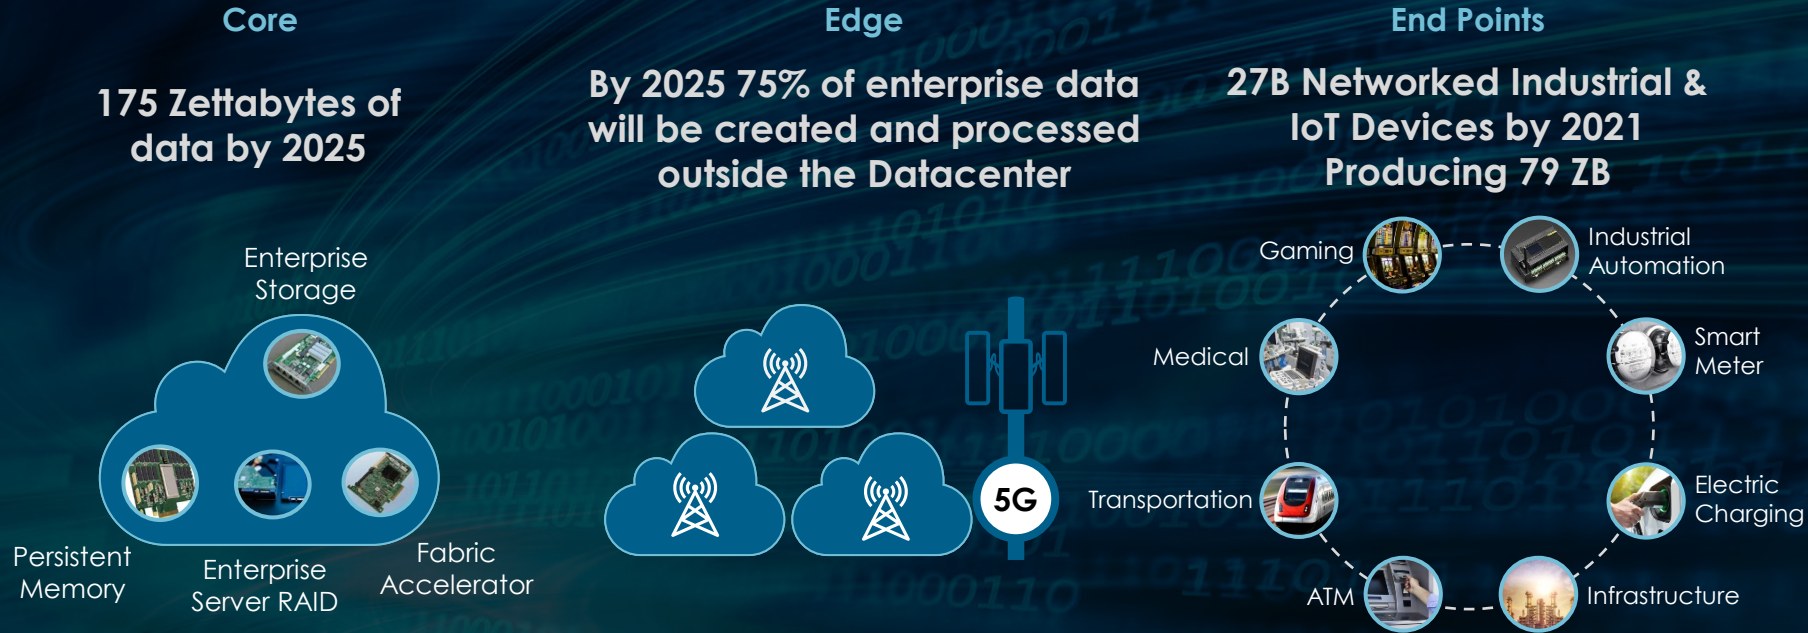 Core
175 Zettabytes of
data by 2025
Enterprise
Storage
Persistent
Memory
Enterprise
Server RAID
Fabric
Accelerator
Edge
By 2025 75% of enterprise data
will be created and processed
outside the Datacenter
5G
End Points
27B Networked Industrial &
IoT Devices by 2021
Producing 79 ZB
Gaming
Industrial
Automation
Medical
Smart
Meter
Transportation
Electric
Charging
ATM
Infrastructure